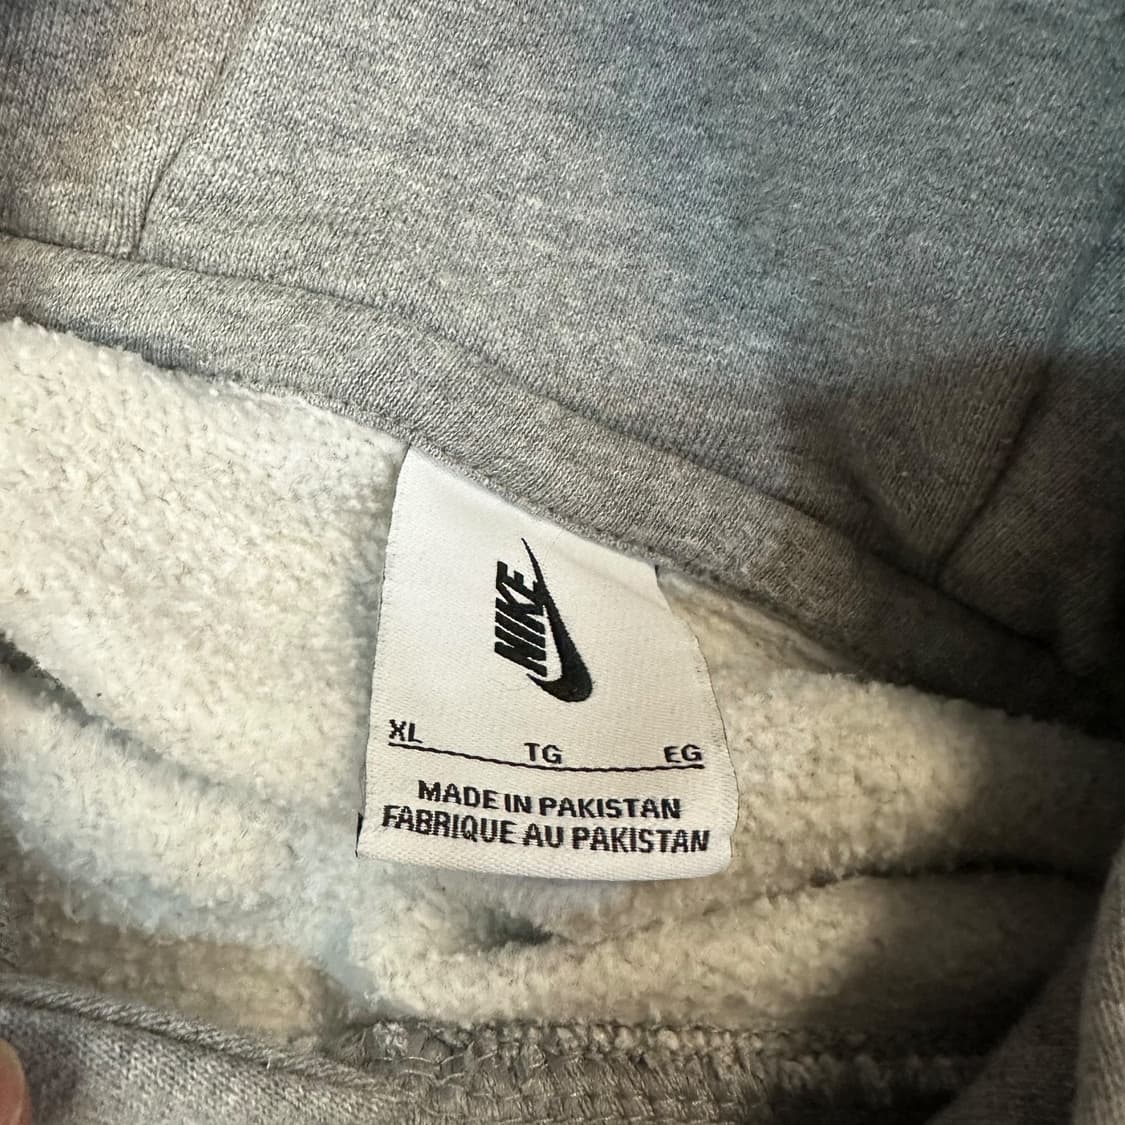 NIKE
XL TG EG
MADE IN PAKISTAN
FABRIQUE AU PAKISTAN